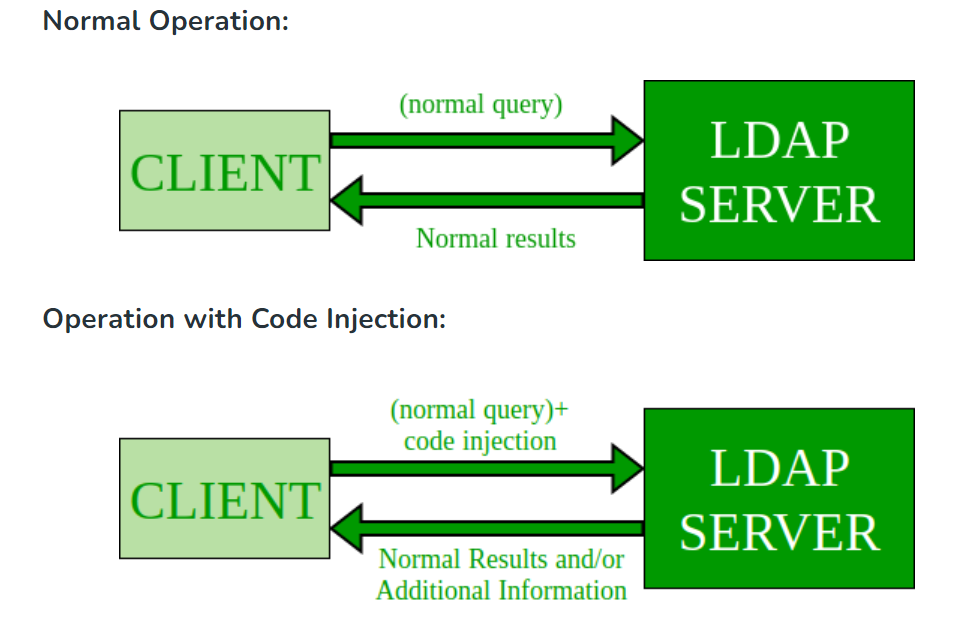 Normal Operation:
(normal query)
CLIENT
LDAP
SERVER
Normal results
Operation with Code Injection:
(normal query)+
code injection
CLIENT
LDAP
SERVER
Normal Results and/or
Additional Information